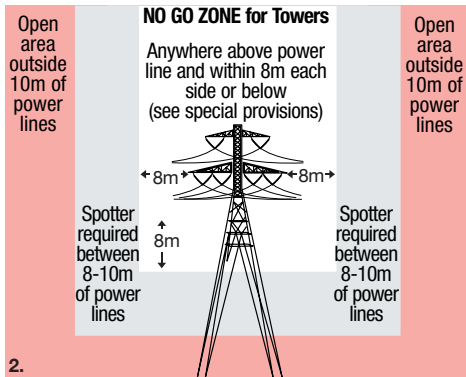 NO GO ZONE for Towers
Anywhere above power
line and within 8m each
side or below
(see special provisions)
Open
area
outside
10m of
power
lines
Open
area
outside
10m of
power
lines
8m
8m
8m
Spotter
required
between
8-10m
of power
lines
Spotter
required
between
8-10m
of power
lines
2.